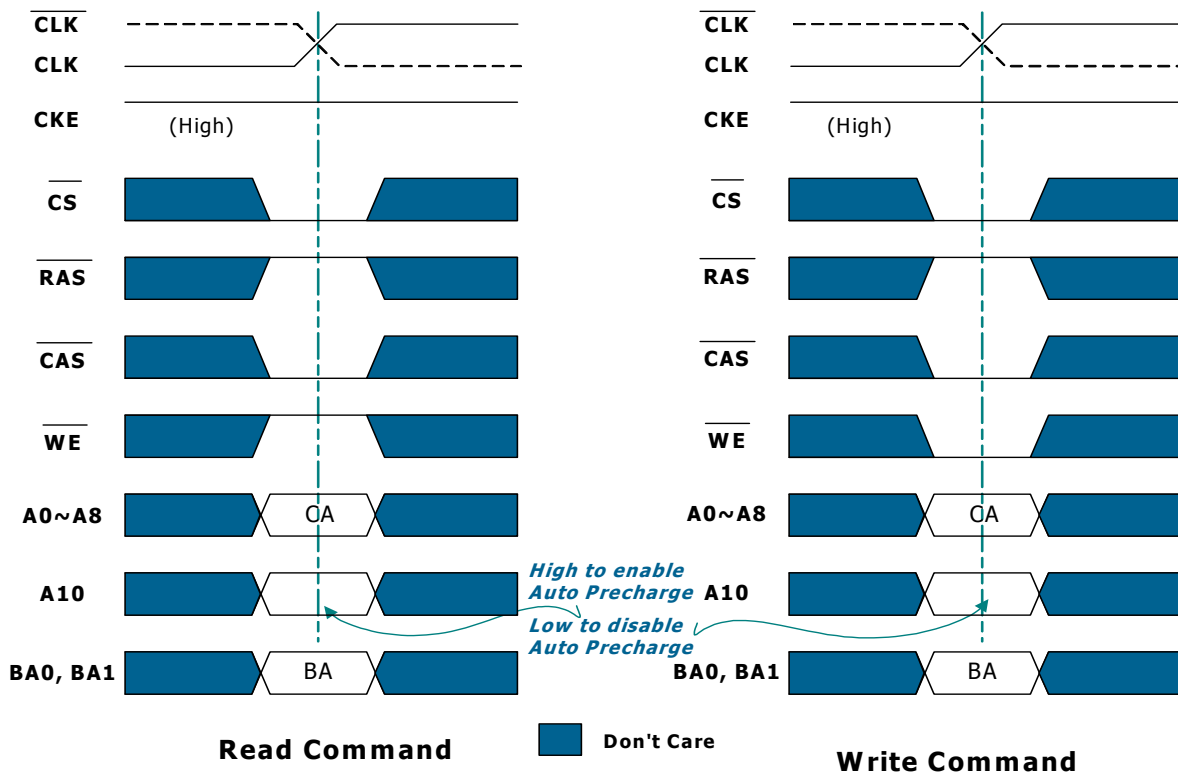 CLK
CLK
CKE
(High)
CS
RAS
CAS
WE
A0~A8
CA
A10
BA0, BA1
BA
Read Command
High to enable
Auto Precharge
Low to disable
Auto Precharge
Don't Care
CLK
CLK
CKE
(High)
CS
RAS
CAS
WE
A0~A8
CA
A10
BA0, BA1
BA
Write Command